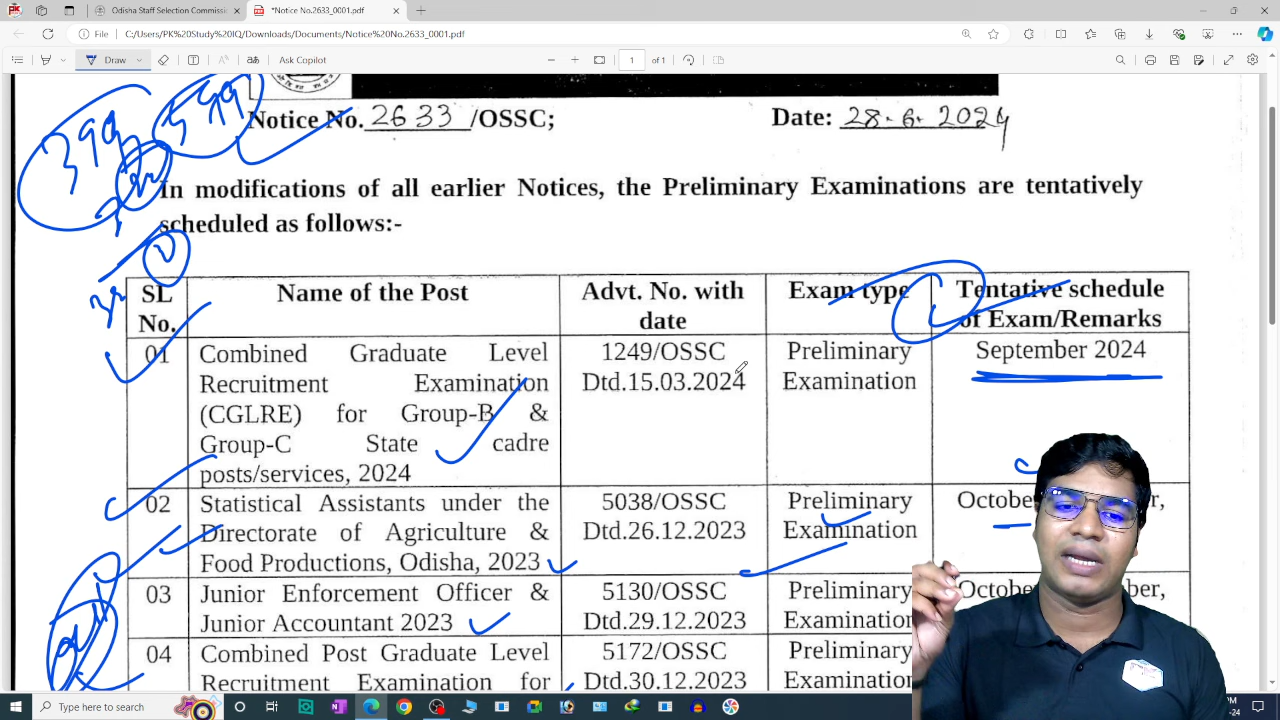 Odisha Staff Selection Commissi
*Notice No.2633_0001.pdf
File C:/Users/PK%20Study%20IQ/Downloads/Documents/Notice%20No.2633_0001.pdf
Draw Ask Copilot 1 of 1
399 599
Notice No. 2633 /OSSC; Date: 28.6.2024
In modifications of all earlier Notices, the Preliminary Examinations are tentatively
scheduled as follows:-
SL No. Name of the Post Advt. No. with date Exam type Tentative schedule of Exam/Remarks
01 Combined Graduate Level 1249/OSSC Preliminary September 2024
Recruitment Examination Dtd.15.03.2024 Examination
(CGLRE) for Group-B &
Group-C State cadre
posts/services, 2024
02 Statistical Assistants under the 5038/OSSC Preliminary
Directorate of Agriculture & Dtd.26.12.2023 Examination
Food Productions, Odisha, 2023
03 Junior Enforcement Officer & 5130/OSSC Preliminary
Junior Accountant 2023 Dtd.29.12.2023 Examination
04 Combined Post Graduate Level 5172/OSSC Preliminary
Recruitment Examination for Dtd.30.12.2023 Examination
Type here to search